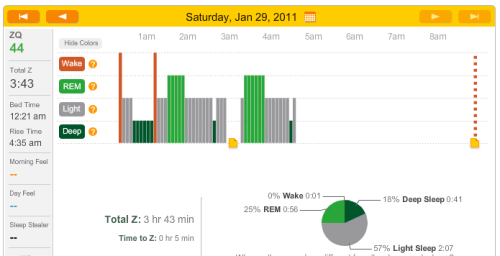 Saturday, Jan 29, 2011
ZQ
44
Total Z
3:43
Bed Time
12:21 am
Rise Time
4:35 am
Morning Feel
--
Day Feel
--
Sleep Stealer
--
Hide Colors
1am 2am 3am 4am 5am 6am 7am 8am
Wake ?
REM ?
Light ?
Deep ?
Total Z: 3 hr 43 min
Time to Z: 0 hr 5 min
0% Wake 0:01
25% REM 0:56
18% Deep Sleep 0:41
57% Light Sleep 2:07